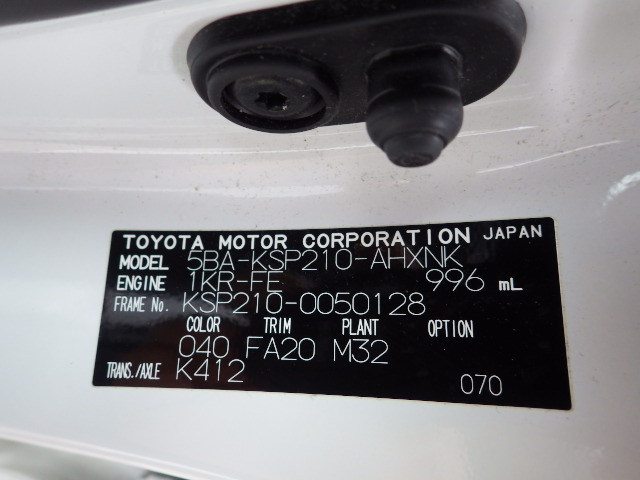 TOYOTA MOTOR CORPORATION JAPAN
MODEL 5BA-KSP210-AHXNK
ENGINE 1KR-FE 996 mL
FRAME No. KSP210-0050128
COLOR TRIM PLANT OPTION
040 FA20 M32
TRANS./AXLE K412
070